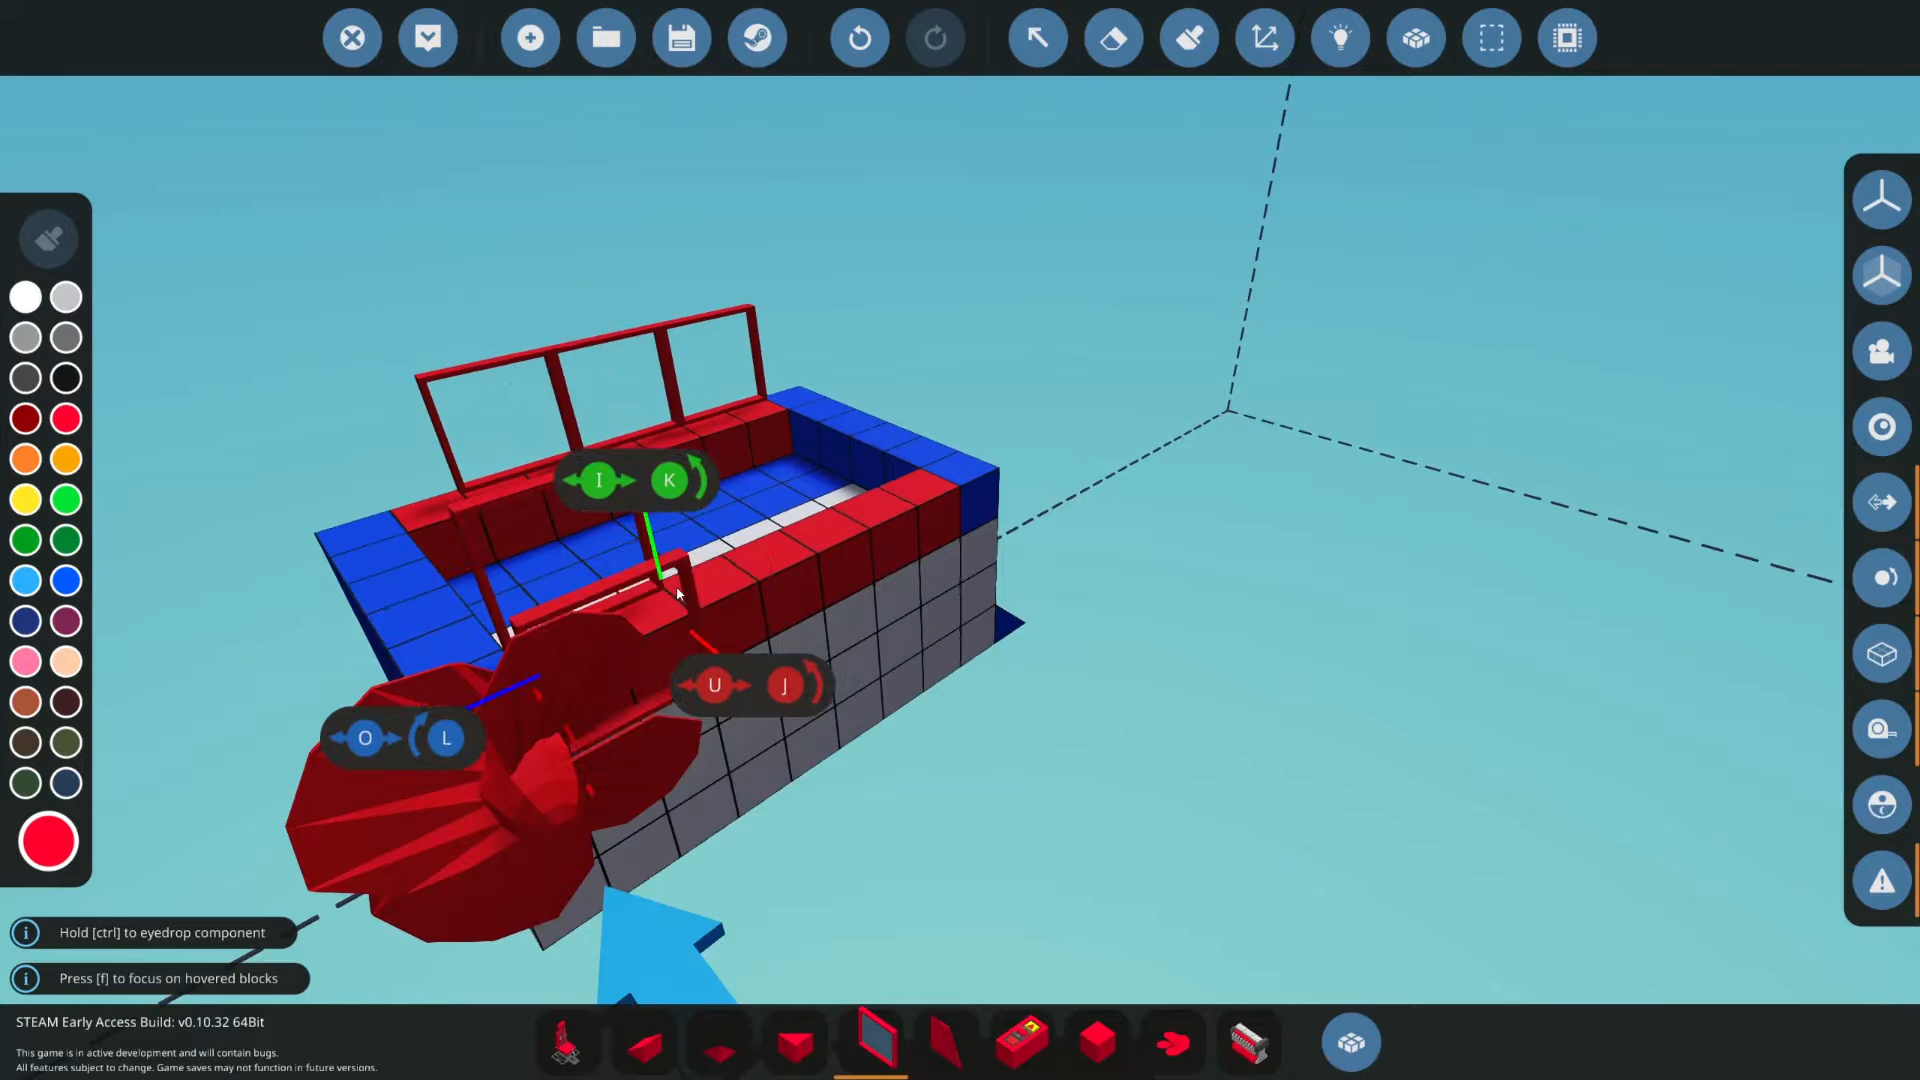 I K
U J
O L
Hold [ctrl] to eyedrop component
Press [f] to focus on hovered blocks
STEAM Early Access Build: v0.10.32 64Bit
This game is in active development and will contain bugs.
All features subject to change. Game saves may not function in future versions.